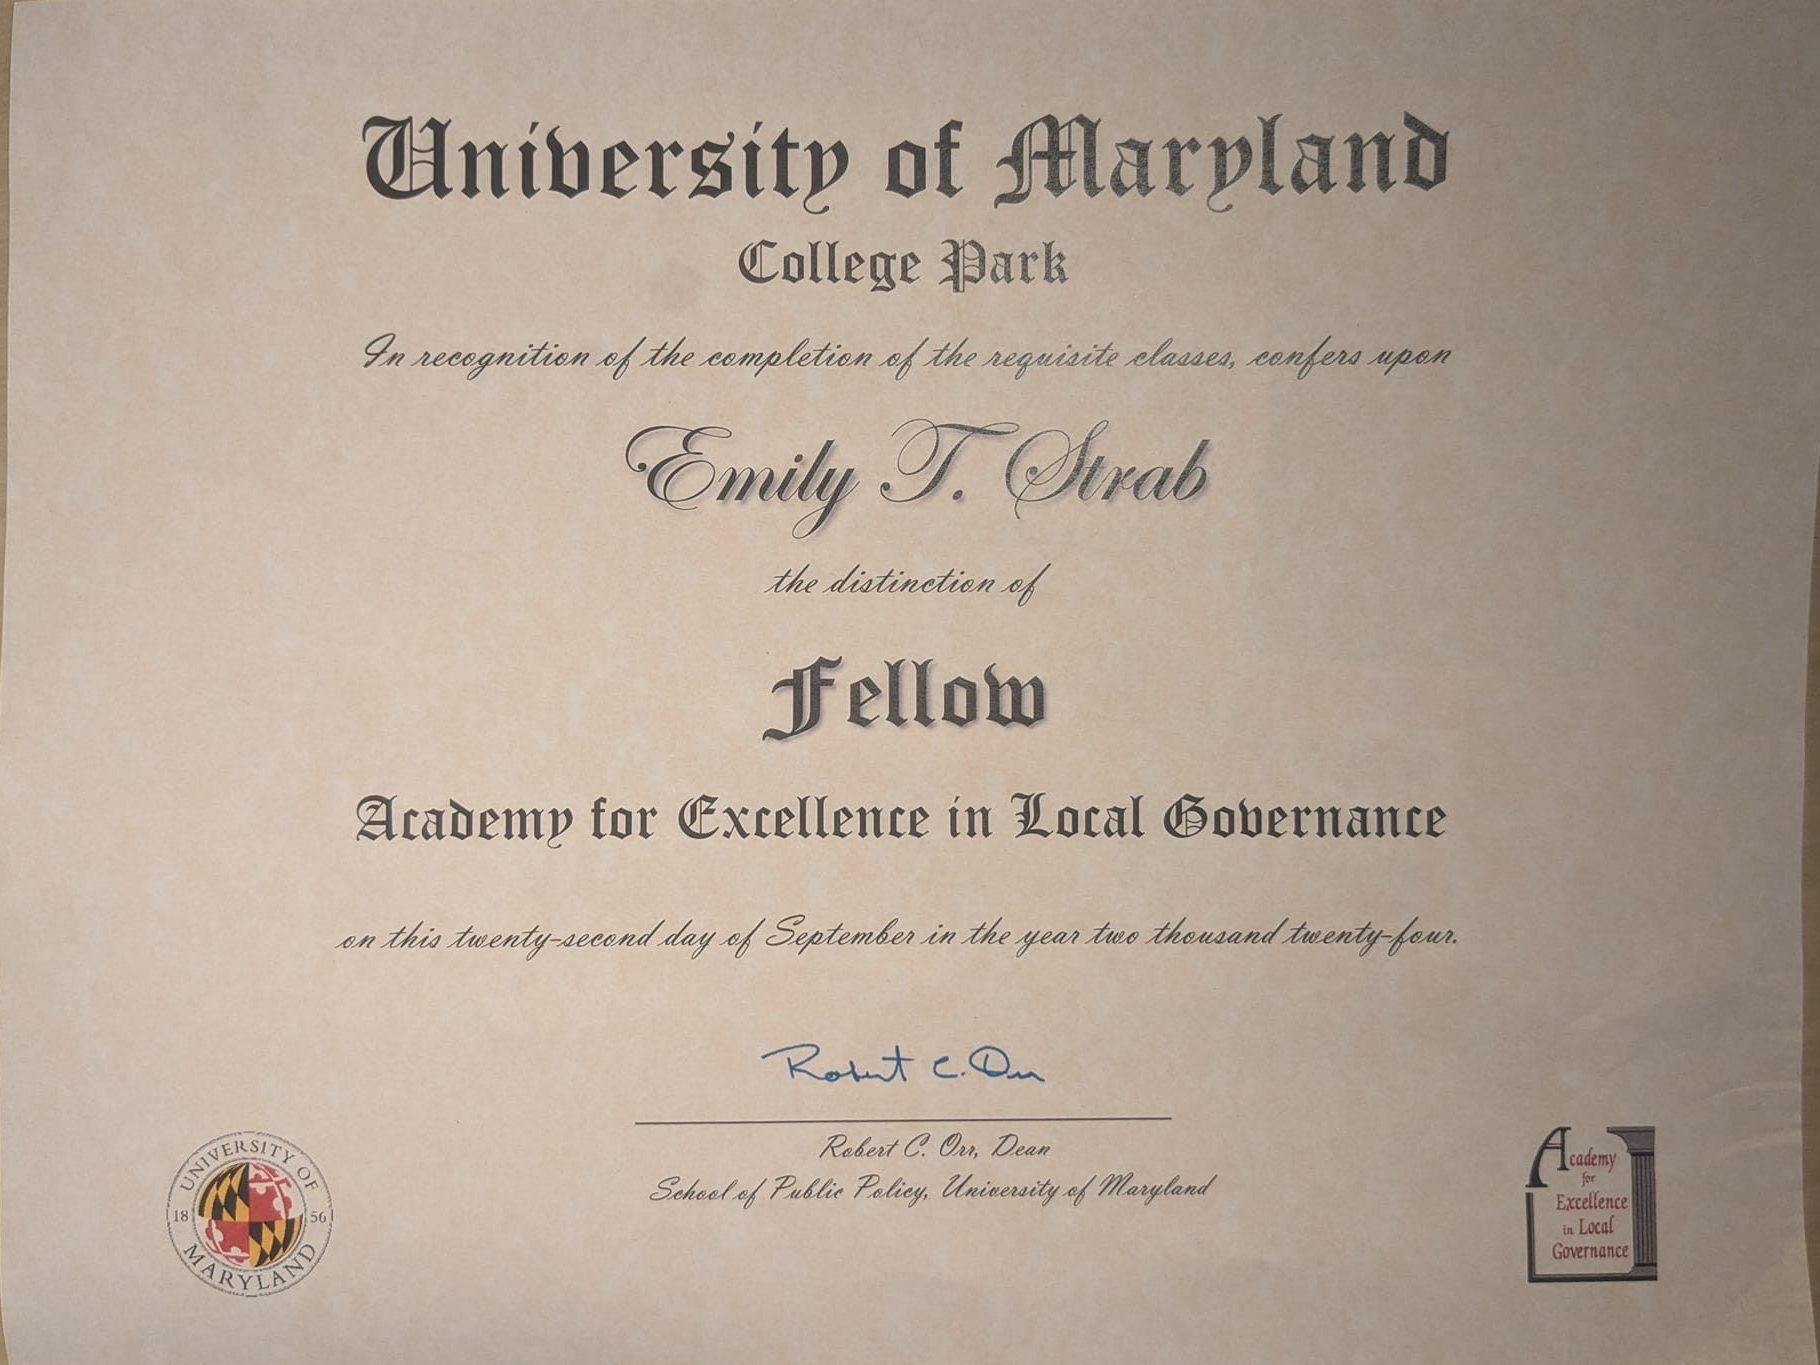 University of Maryland
College Park
In recognition of the completion of the requisite classes, confers upon
Emily T. Strab
the distinction of
Fellow
Academy for Excellence in Local Governance
on this twenty-second day of September in the year two thousand twenty-four.
Robert C. Orr
Robert C. Orr, Dean
School of Public Policy, University of Maryland
UNIVERSITY OF
18 56
MARYLAND
Academy
for
Excellence
in Local
Governance